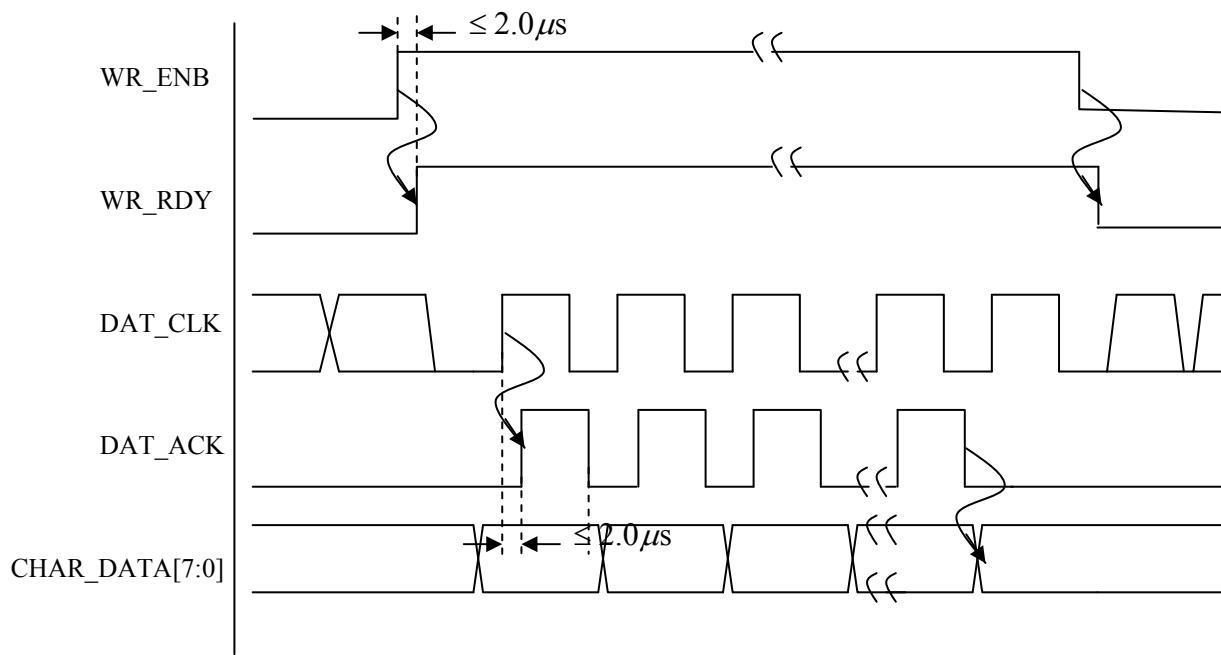 ≤ 2.0μs
WR_ENB
WR_RDY
DAT_CLK
DAT_ACK
≤ 2.0μs
CHAR_DATA[7:0]